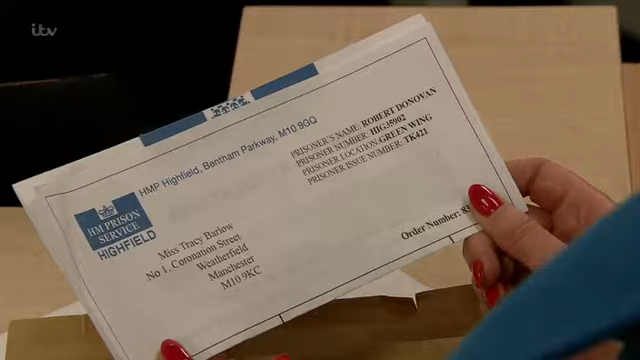 itv
HMP Highfield, Bentham Parkway, M10 9GQ
PRISONER'S NAME: ROBERT DONOVAN
PRISONER NUMBER: HIG35902
PRISONER LOCATION: GREEN WING
PRISONER ISSUE NUMBER: TK421
HM PRISON
SERVICE
HIGHFIELD
Miss Tracy Barlow
No 1. Coronation Street
Weatherfield
Manchester
M10 9KC
Order Number: